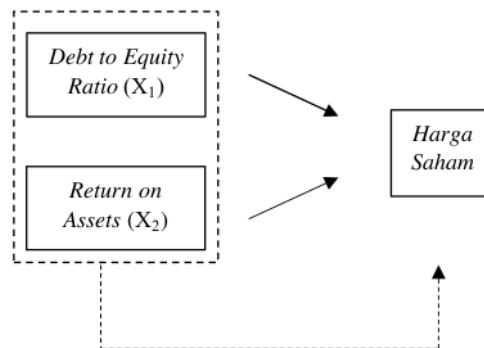 Debt to Equity
Ratio (X₁)
Harga
Saham
Return on
Assets (X₂)